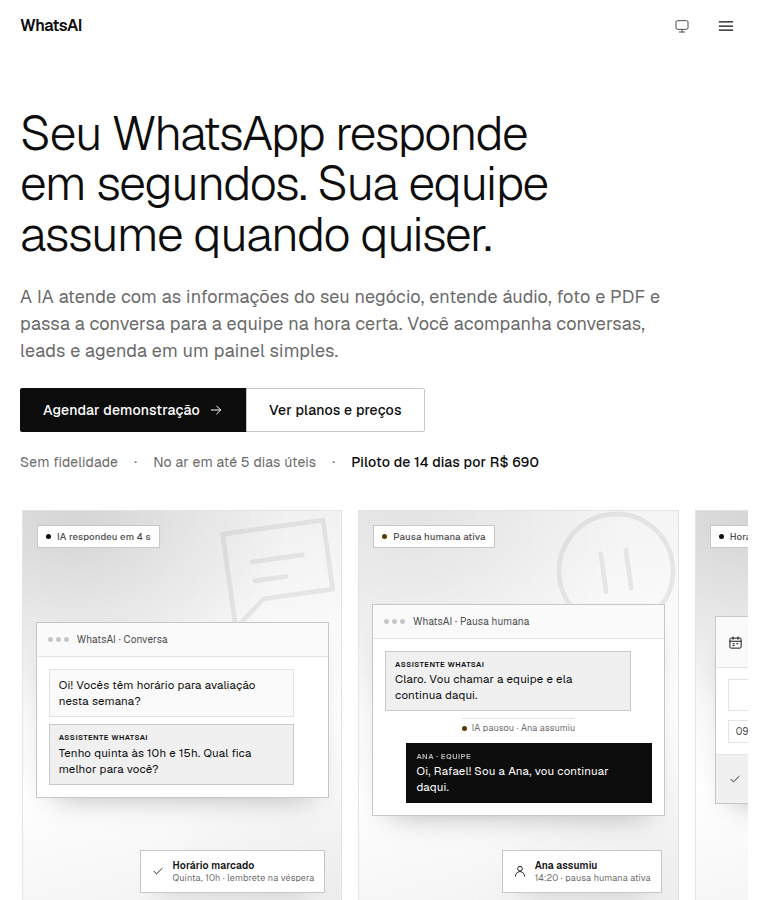 WhatsAI
Seu WhatsApp responde
em segundos. Sua equipe
assume quando quiser.
A IA atende com as informações do seu negócio, entende áudio, foto e PDF e
passa a conversa para a equipe na hora certa. Você acompanha conversas,
leads e agenda em um painel simples.
Agendar demonstração
Ver planos e preços
Sem fidelidade · No ar em até 5 dias úteis · Piloto de 14 dias por R$ 690
IA respondeu em 4 s
WhatsAI · Conversa
Oi! Vocês têm horário para avaliação
nesta semana?
ASSISTENTE WHATSAI
Tenho quinta às 10h e 15h. Qual fica
melhor para você?
Horário marcado
Quinta, 10h · lembrete na véspera
Pausa humana ativa
WhatsAI · Pausa humana
ASSISTENTE WHATSAI
Claro. Vou chamar a equipe e ela
continua daqui.
IA pausou · Ana assumiu
ANA · EQUIPE
Oi, Rafael! Sou a Ana, vou continuar
daqui.
Ana assumiu
14:20 · pausa humana ativa
09